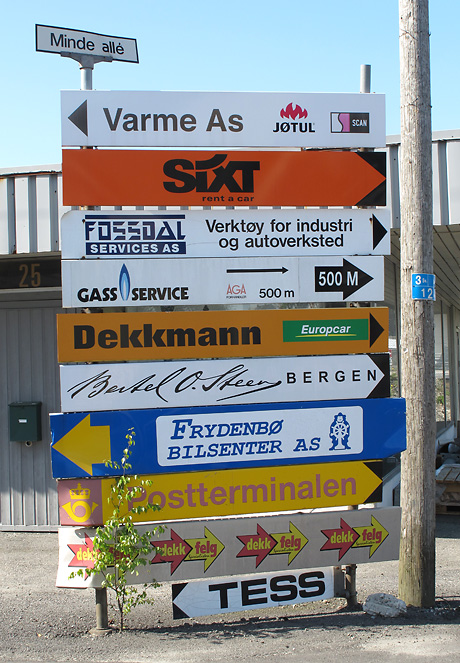 Minde allé
Varme As
JØTUL
SCAN
SIXT
rent a car
FOSSDAL
SERVICES AS
Verktøy for industri
og autoverksted
GASS SERVICE
AGA
500 m
500 M
Dekkmann
Europcar
Bertel O. Steen
BERGEN
FRYDENBØ
BILSENTER AS
Postterminalen
dekk felg dekk felg dekk felg dekk felg
TESS
25
3
12